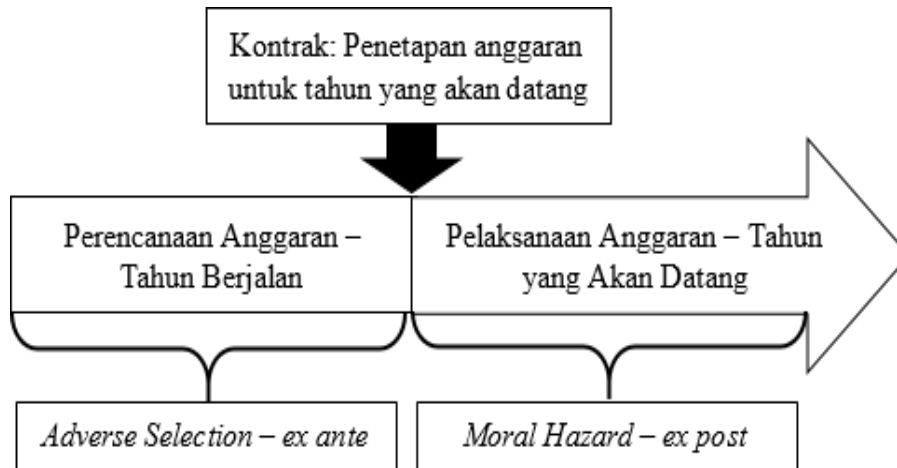 Kontrak: Penetapan anggaran
untuk tahun yang akan datang
Perencanaan Anggaran –
Tahun Berjalan
Pelaksanaan Anggaran – Tahun
yang Akan Datang
Adverse Selection – ex ante
Moral Hazard – ex post